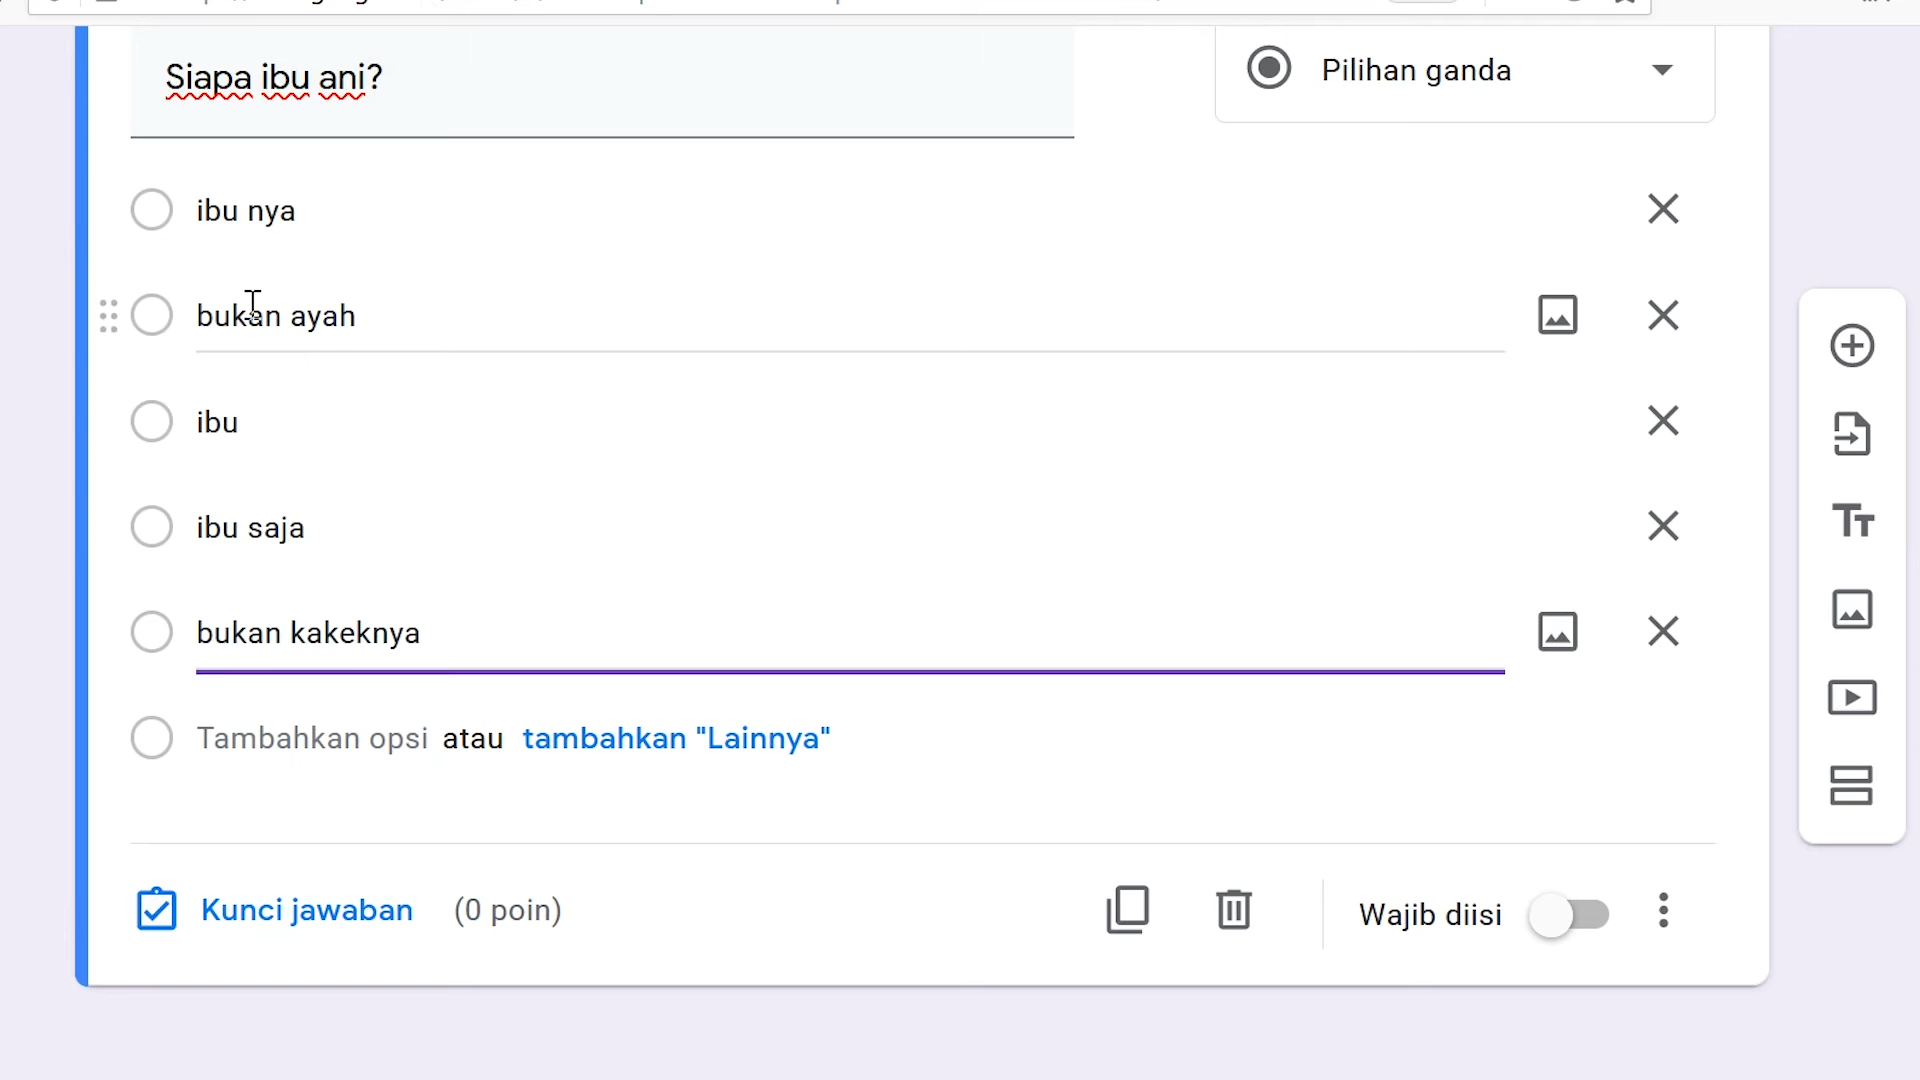 Siapa ibu ani?
Pilihan ganda
ibu nya
bukan ayah
ibu
ibu saja
bukan kakeknya
Tambahkan opsi atau tambahkan "Lainnya"
Kunci jawaban (0 poin)
Wajib diisi